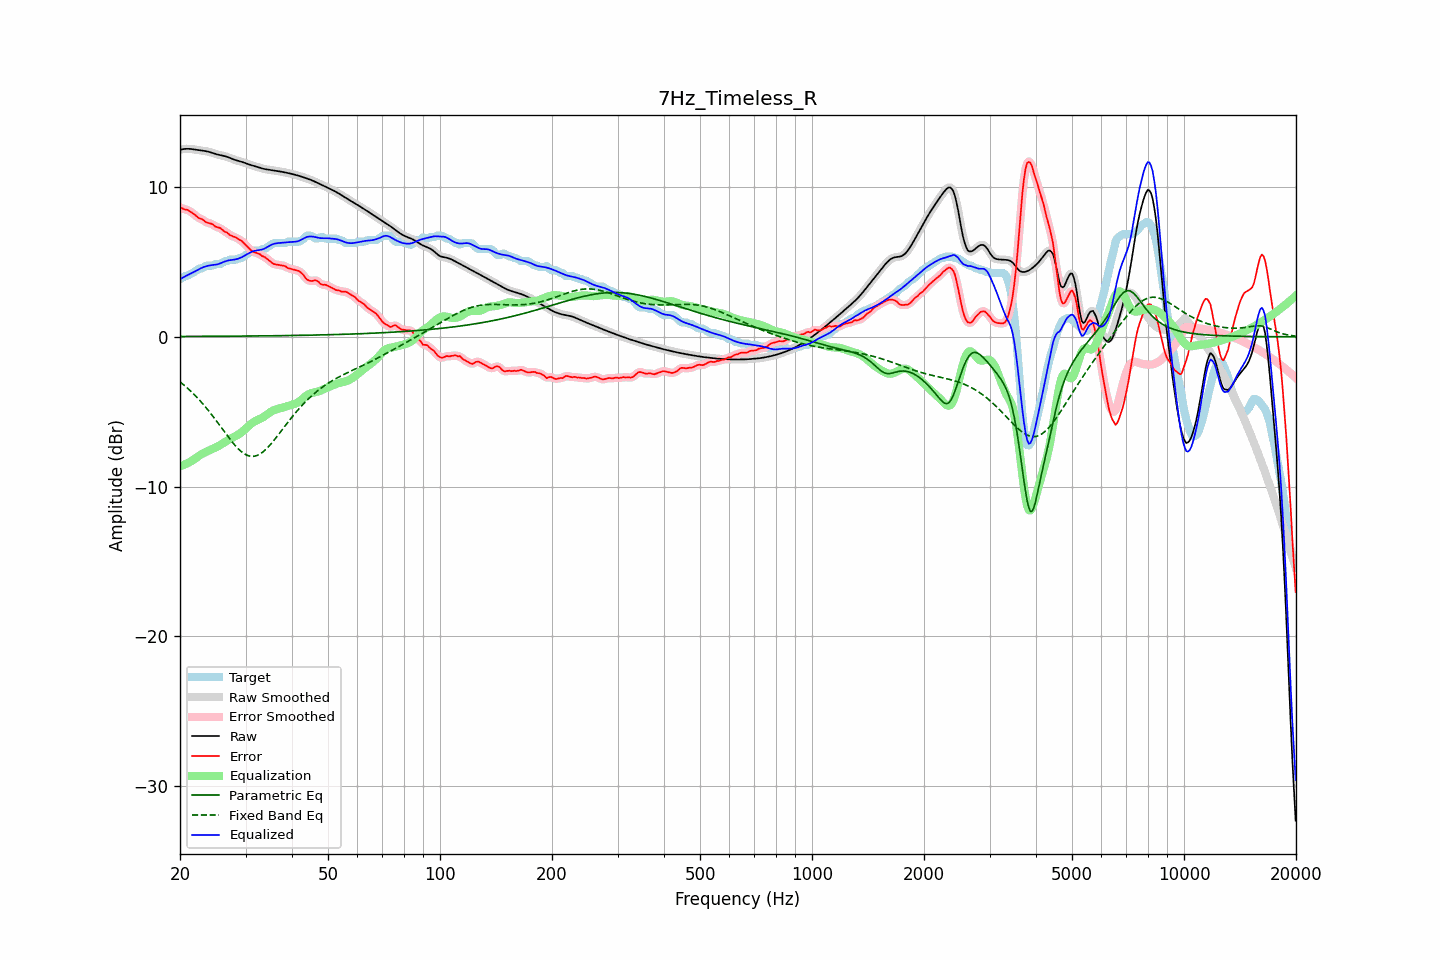 7Hz_Timeless_R
10
0
−10
−20
−30
Amplitude (dBr)
Target
Raw Smoothed
Error Smoothed
Raw
Error
Equalization
Parametric Eq
Fixed Band Eq
Equalized
20 50 100 200 500 1000 2000 5000 10000 20000
Frequency (Hz)